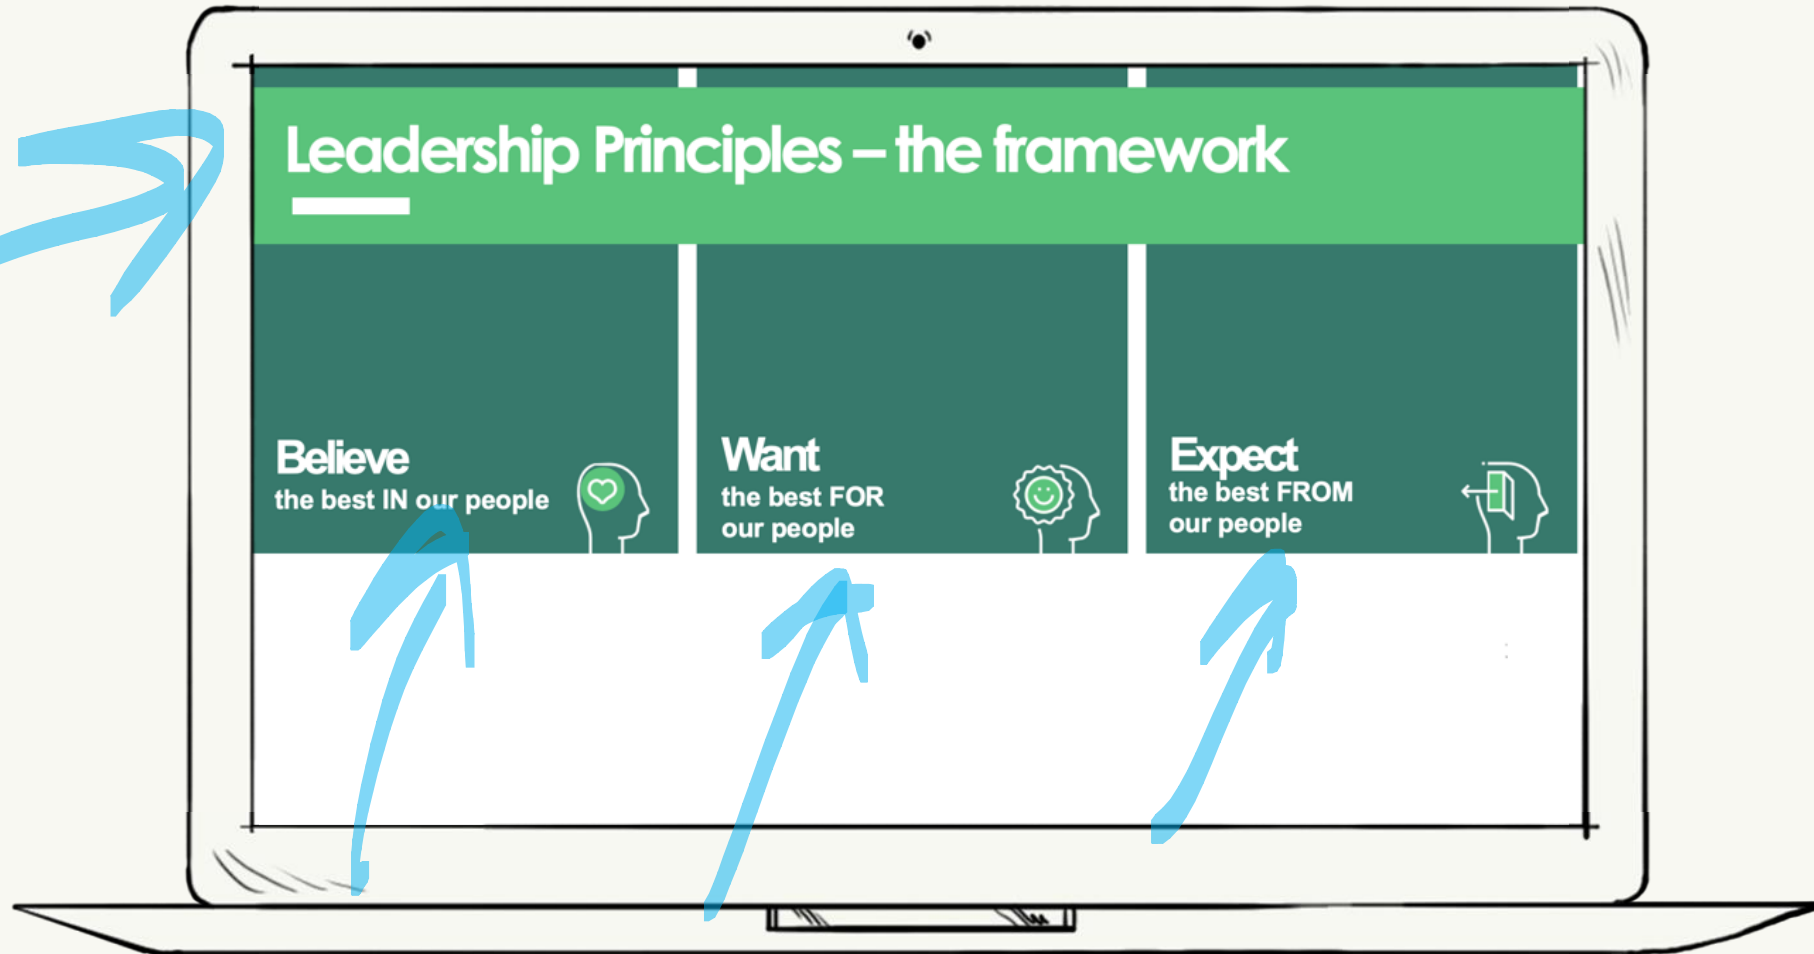 Leadership Principles – the framework
Believe
the best IN our people
Want
the best FOR
our people
Expect
the best FROM
our people